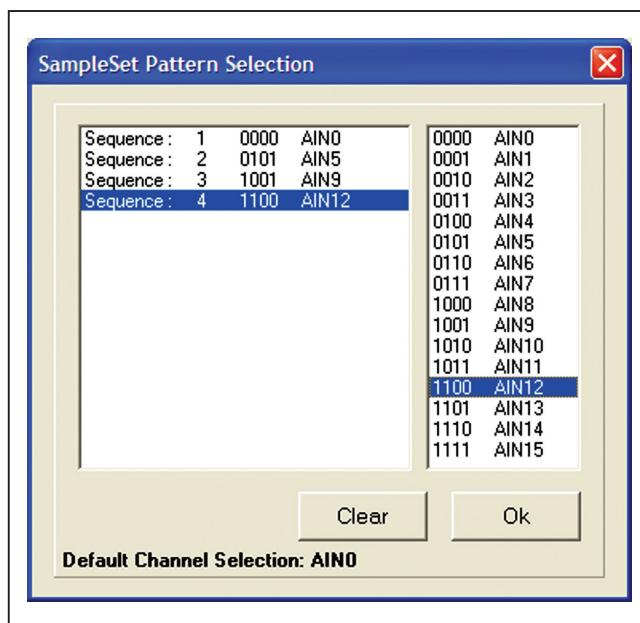 SampleSet Pattern Selection
Sequence : 1 0000 AIN0
Sequence : 2 0101 AIN5
Sequence : 3 1001 AIN9
Sequence : 4 1100 AIN12
0000 AIN0
0001 AIN1
0010 AIN2
0011 AIN3
0100 AIN4
0101 AIN5
0110 AIN6
0111 AIN7
1000 AIN8
1001 AIN9
1010 AIN10
1011 AIN11
1100 AIN12
1101 AIN13
1110 AIN14
1111 AIN15
Clear
Ok
Default Channel Selection: AIN0